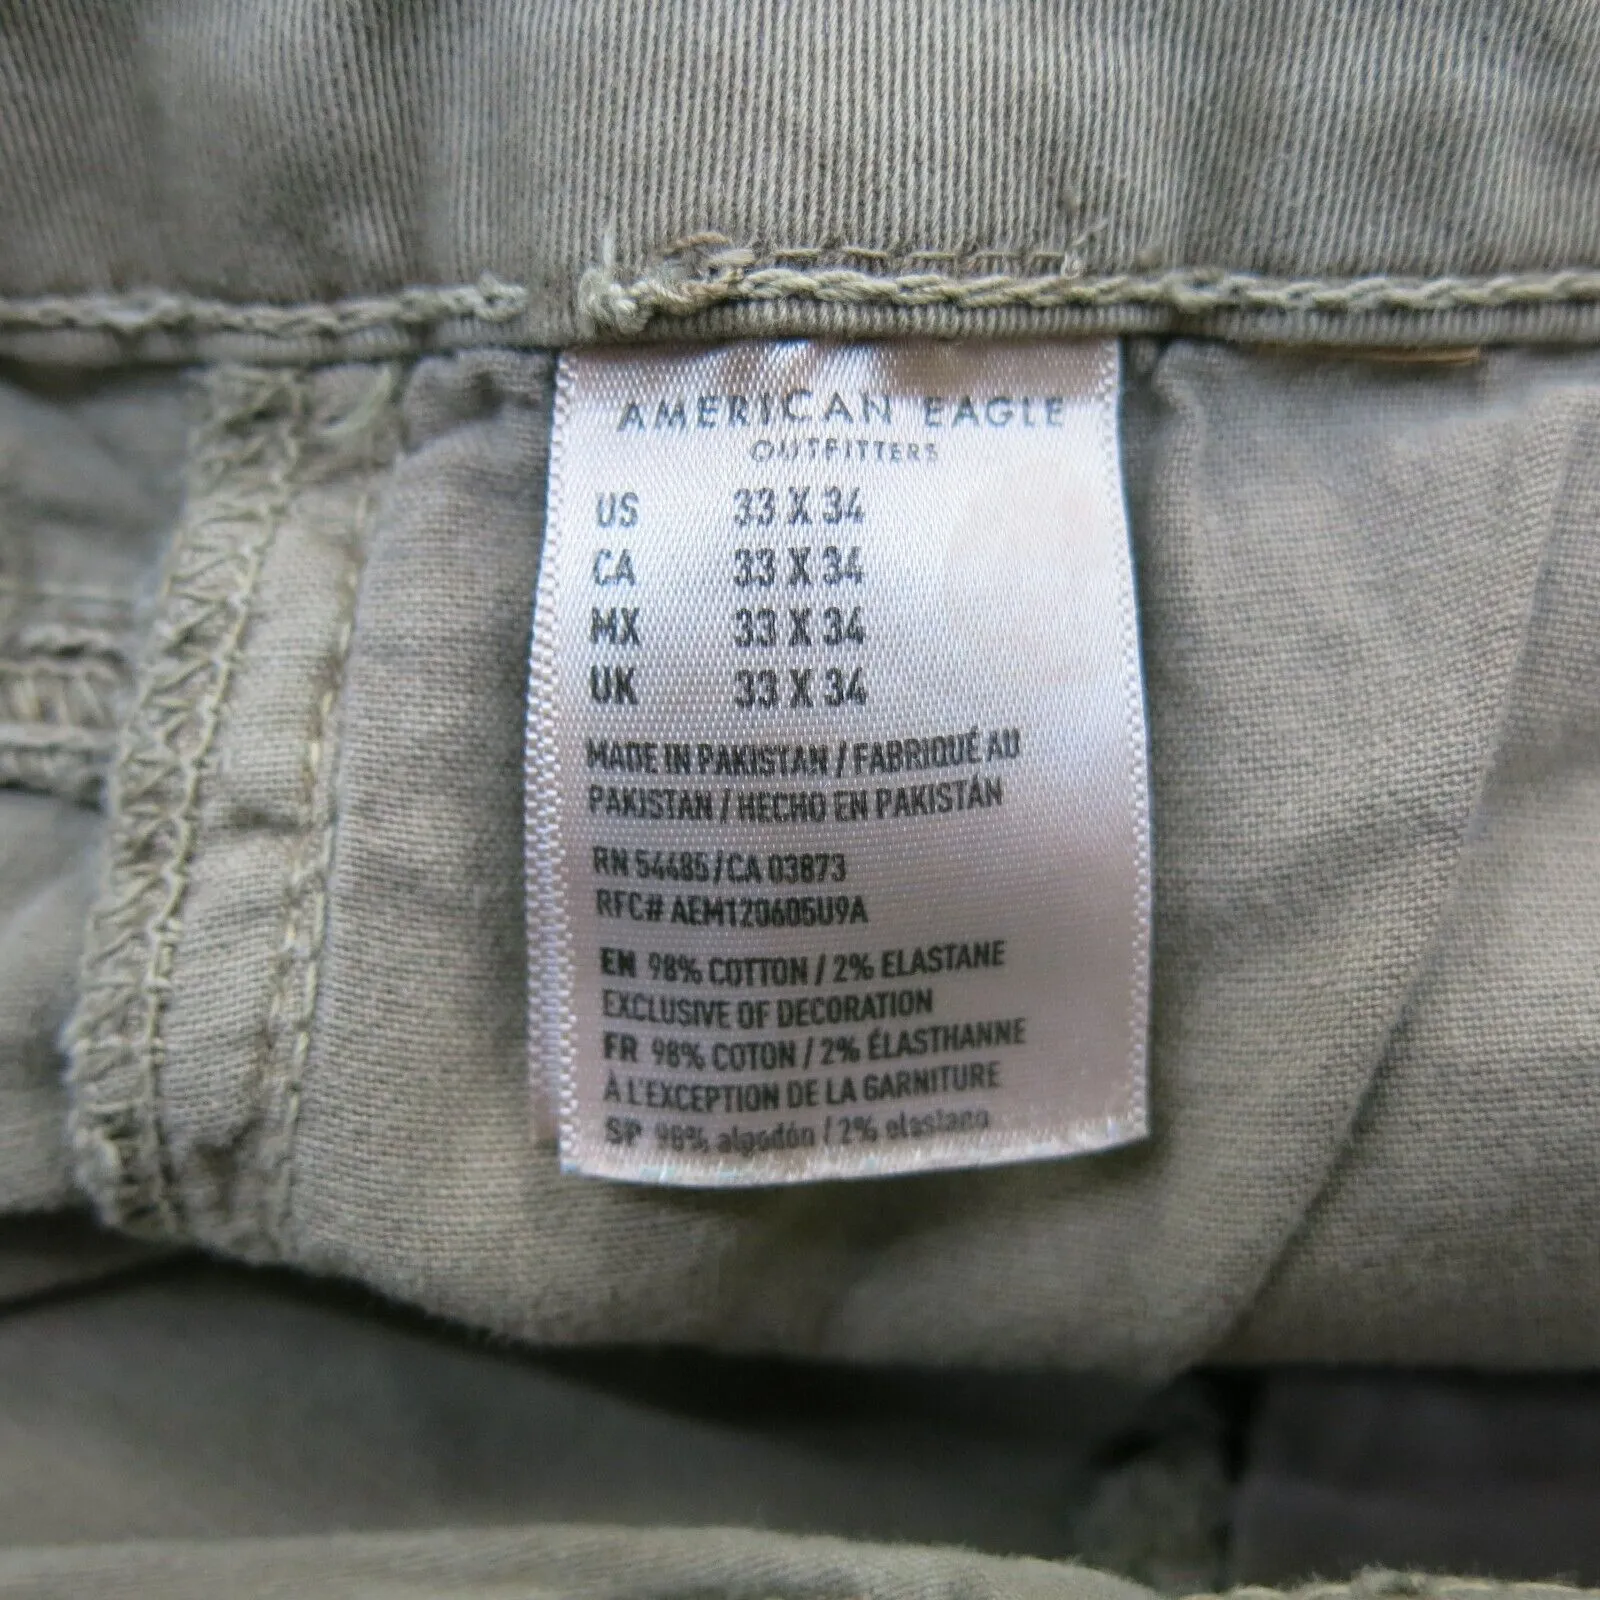 AMERICAN EAGLE
OUTFITTERS
US 33 X 34
CA 33 X 34
MX 33 X 34
UK 33 X 34
MADE IN PAKISTAN / FABRIQUÉ AU
PAKISTAN / HECHO EN PAKISTÁN
RN 54485 / CA 03873
RFC# AEM120605U9A
EN 98% COTTON / 2% ELASTANE
EXCLUSIVE OF DECORATION
FR 98% COTON / 2% ÉLASTHANNE
À L'EXCEPTION DE LA GARNITURE
SP 98% algodón / 2% elastano